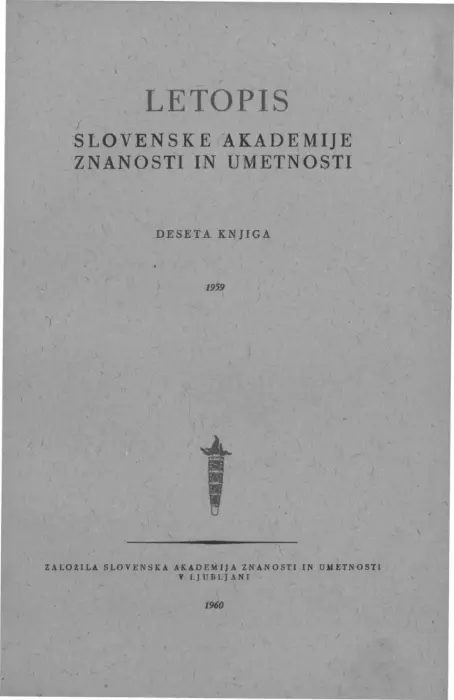 LETOPIS
SLOVENSKE AKADEMIJE
ZNANOSTI IN UMETNOSTI
DESETA KNJIGA
1959
ZALOŽILA SLOVENSKA AKADEMIJA ZNANOSTI IN UMETNOSTI
V LJUBLJANI
1960